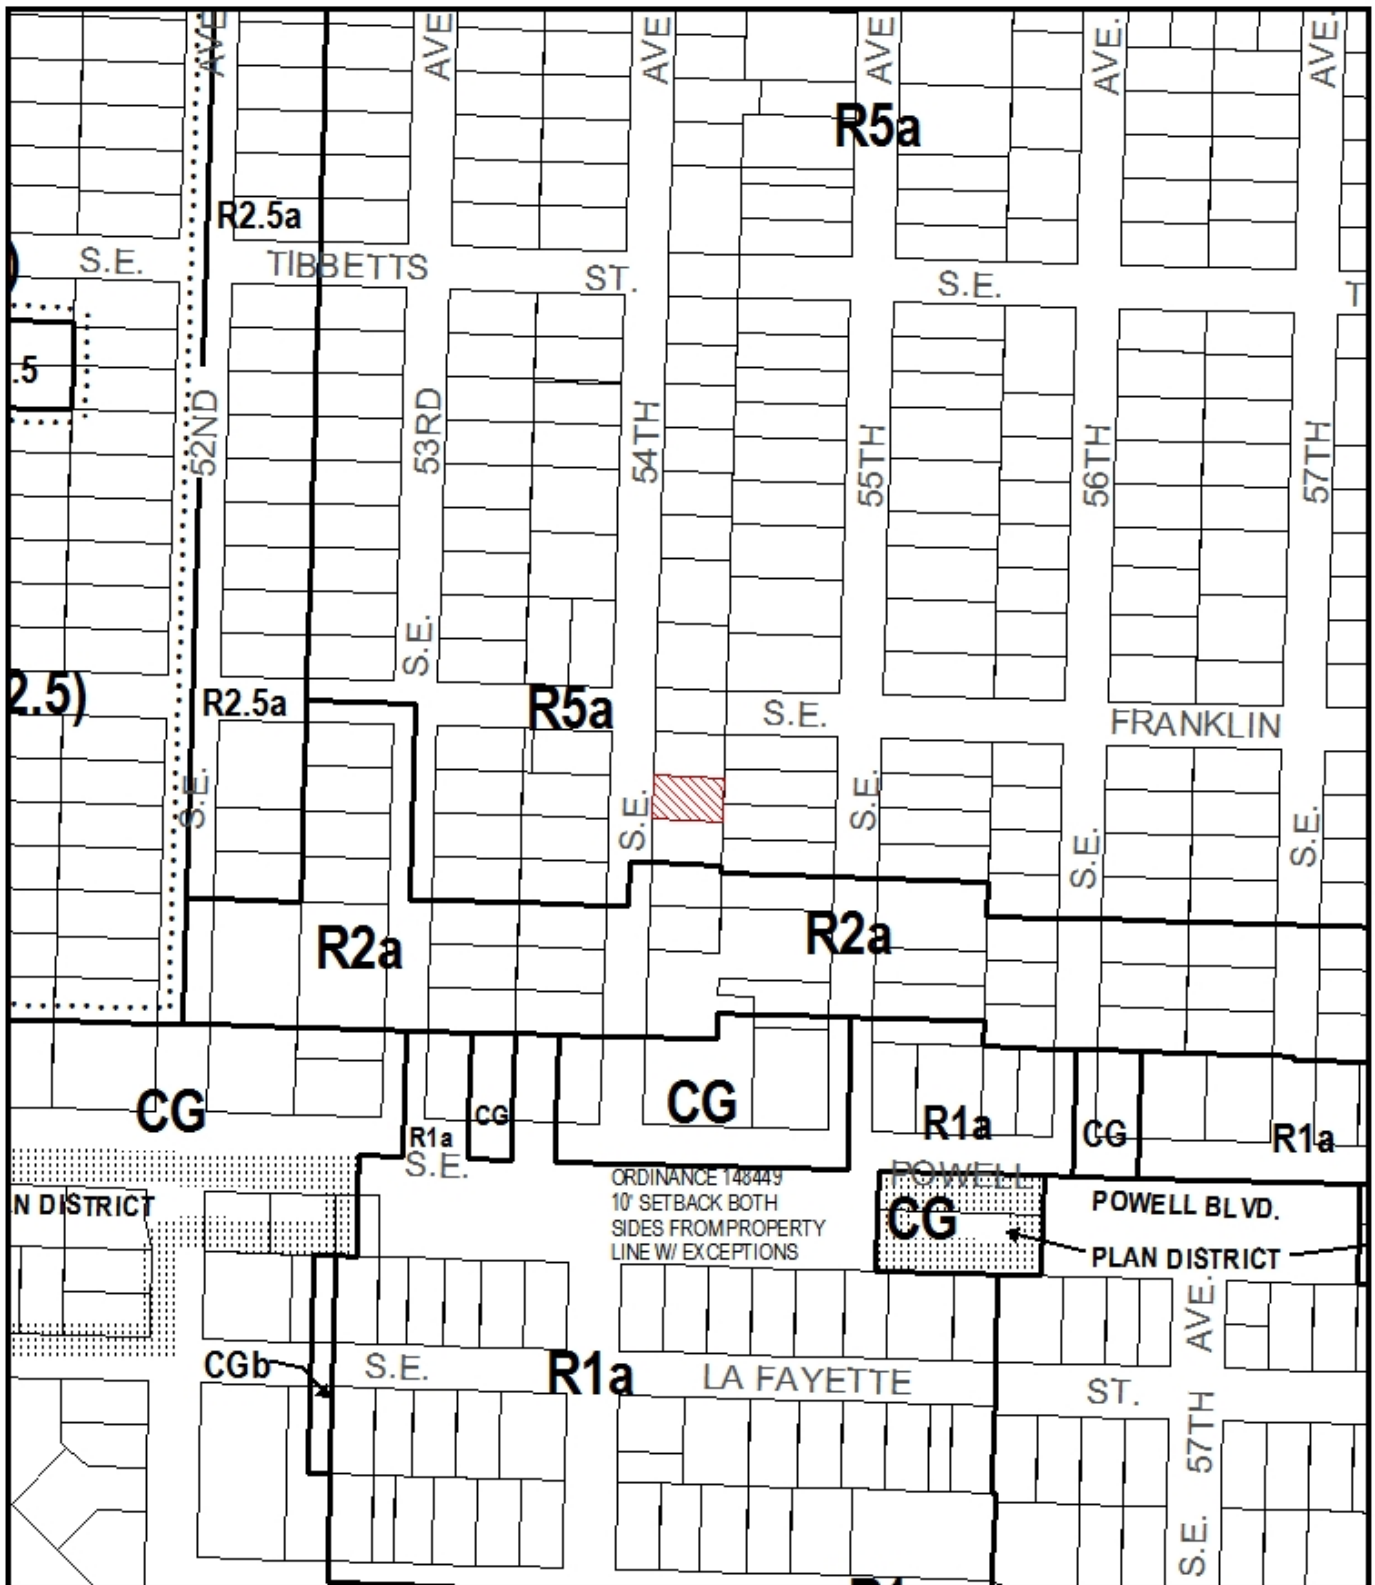 AVE
AVE
AVE
AVE
AVE.
AVE.
R5a
R2.5a
S.E.
TIBBETTS
ST.
S.E.
T
)
.5
52ND
53RD
54TH
55TH
56TH
57TH
S.E.
2.5)
R2.5a
R5a
S.E.
FRANKLIN
S.E.
S.E.
S.E.
S.E.
S.E.
R2a
R2a
CG
CG
CG
R1a
CG
R1a
R1a
S.E.
POWELL
ORDINANCE 148449
10' SETBACK BOTH
SIDES FROM PROPERTY
LINE W/ EXCEPTIONS
N DISTRICT
CG
POWELL BLVD.
PLAN DISTRICT
AVE.
CGb
S.E.
R1a
LA FAYETTE
ST.
57TH
S.E.